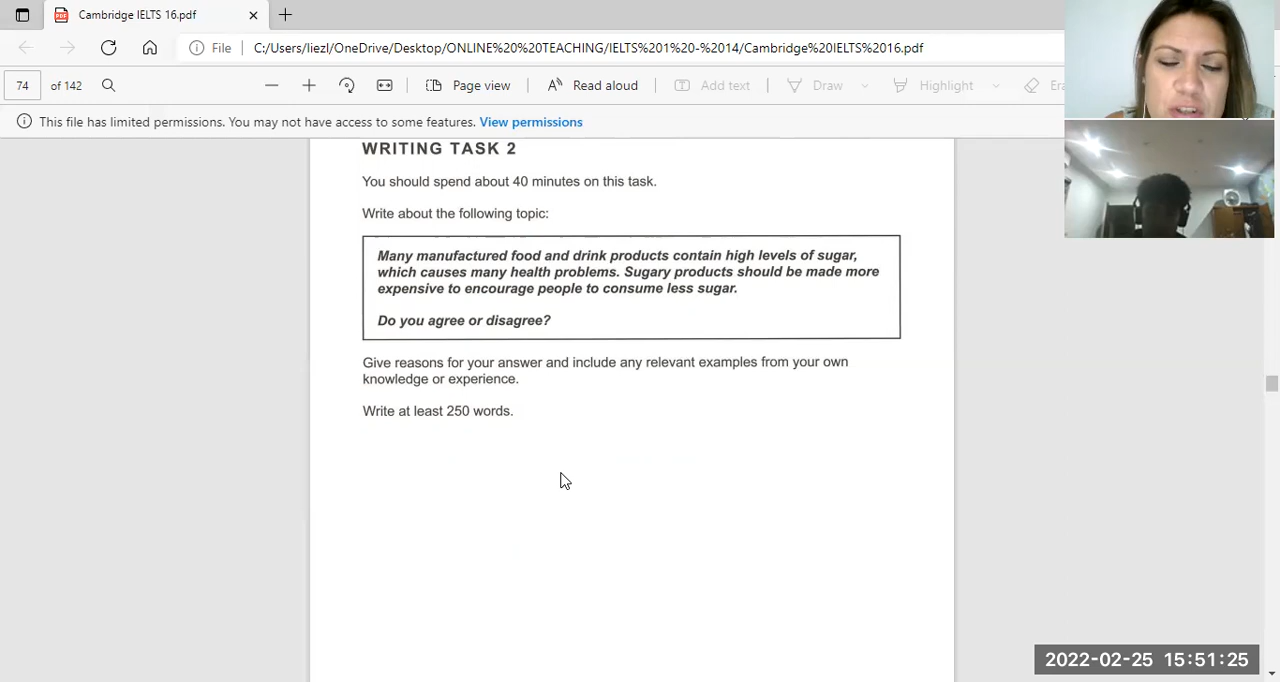 Cambridge IELTS 16.pdf
File C:/Users/liezl/OneDrive/Desktop/ONLINE%20%20TEACHING/IELTS%201%20-%2014/Cambridge%20IELTS%2016.pdf
74 of 142 Page view Read aloud Add text Draw Highlight
This file has limited permissions. You may not have access to some features. View permissions
WRITING TASK 2
You should spend about 40 minutes on this task.
Write about the following topic:
Many manufactured food and drink products contain high levels of sugar,
which causes many health problems. Sugary products should be made more
expensive to encourage people to consume less sugar.
Do you agree or disagree?
Give reasons for your answer and include any relevant examples from your own
knowledge or experience.
Write at least 250 words.
2022-02-25 15:51:25